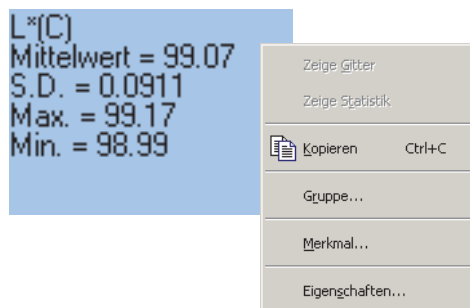 L*(C)
Mittelwert = 99.07
S.D. = 0.0911
Max. = 99.17
Min. = 98.99
Zeige Gitter
Zeige Statistik
Kopieren Ctrl+C
Gruppe...
Merkmal...
Eigenschaften...